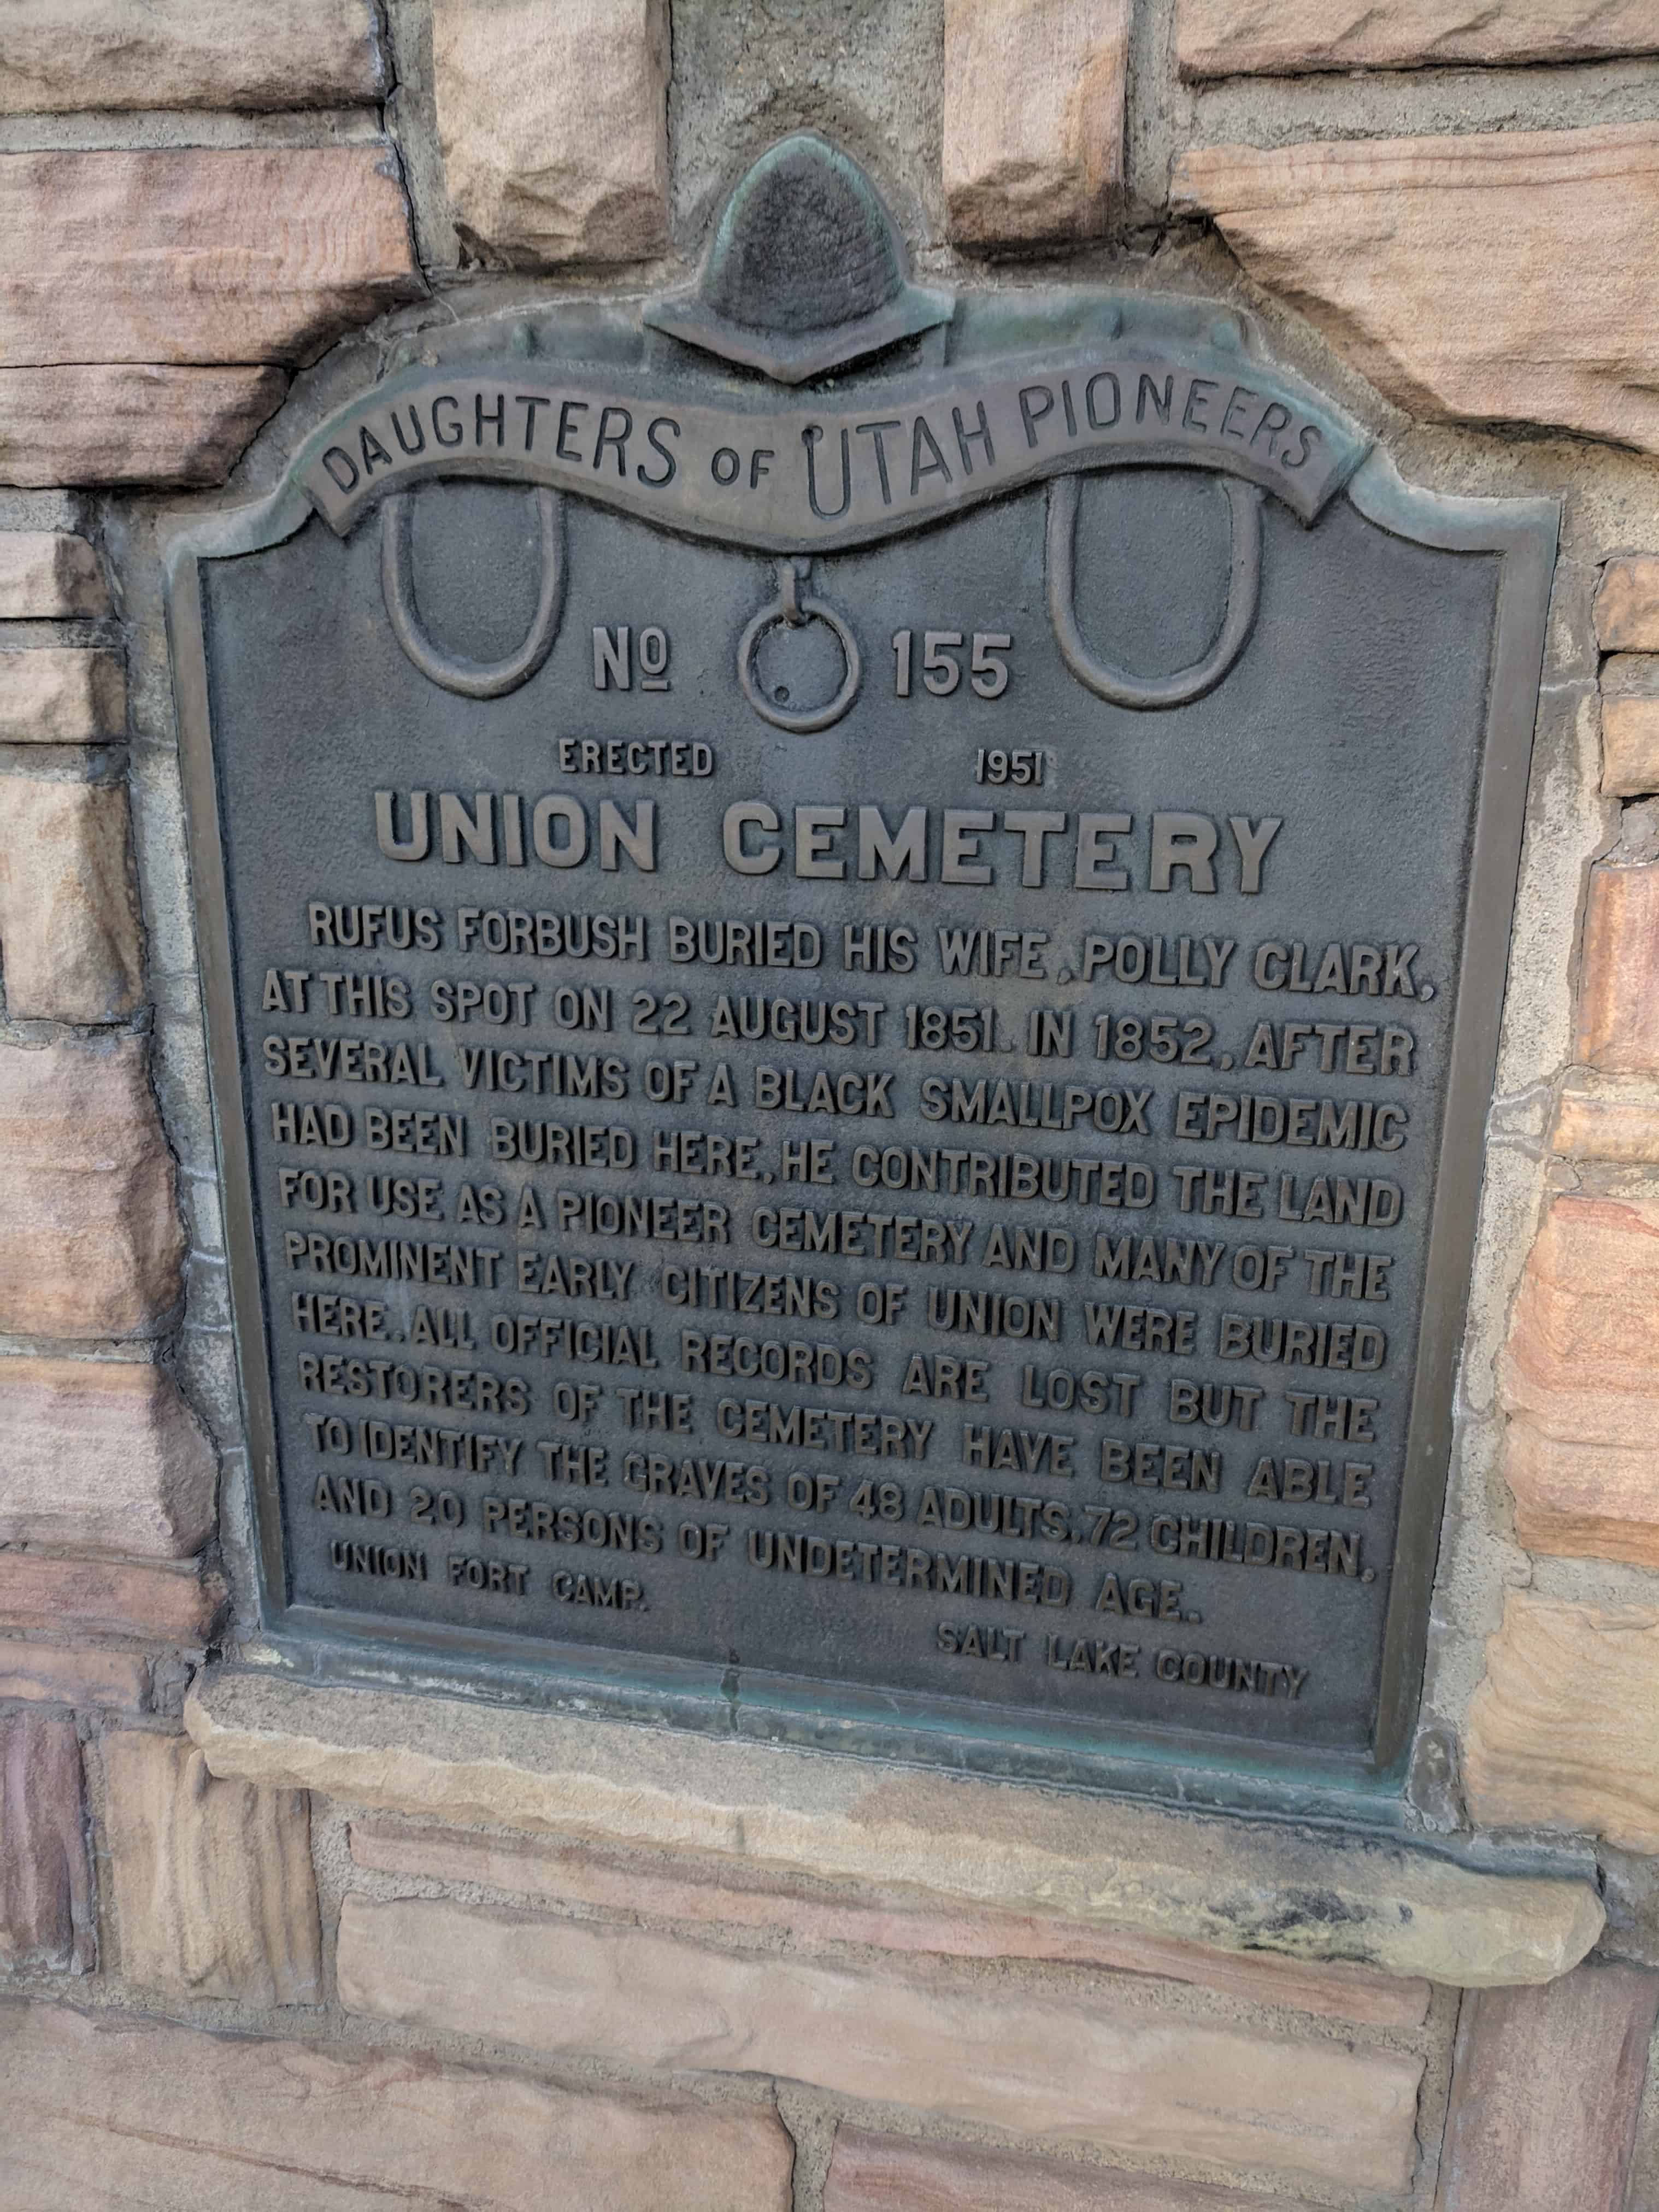 DAUGHTERS OF UTAH PIONEERS
No 155
ERECTED 1951
UNION CEMETERY
RUFUS FORBUSH BURIED HIS WIFE, POLLY CLARK,
AT THIS SPOT ON 22 AUGUST 1851. IN 1852, AFTER
SEVERAL VICTIMS OF A BLACK SMALLPOX EPIDEMIC
HAD BEEN BURIED HERE, HE CONTRIBUTED THE LAND
FOR USE AS A PIONEER CEMETERY AND MANY OF THE
PROMINENT EARLY CITIZENS OF UNION WERE BURIED
HERE. ALL OFFICIAL RECORDS ARE LOST BUT THE
RESTORERS OF THE CEMETERY HAVE BEEN ABLE
TO IDENTIFY THE GRAVES OF 48 ADULTS, 72 CHILDREN,
AND 20 PERSONS OF UNDETERMINED AGE.
UNION FORT CAMP.
SALT LAKE COUNTY